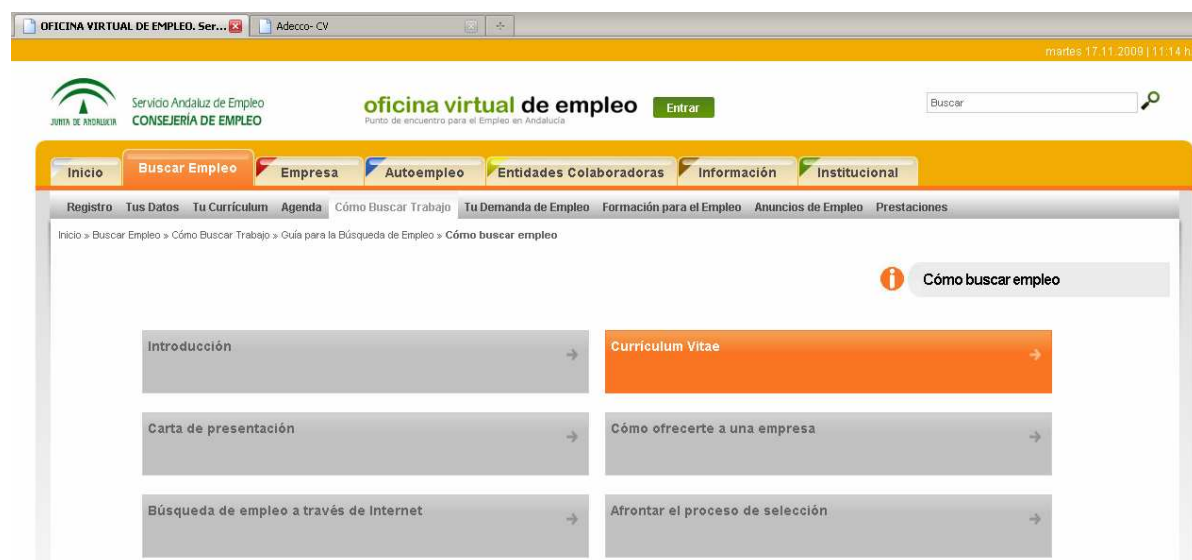 OFICINA VIRTUAL DE EMPLEO. Ser... Adecco- CV
martes 17.11.2009 | 11:14 h
JUNTA DE ANDALUCIA
Servicio Andaluz de Empleo
CONSEJERÍA DE EMPLEO
oficina virtual de empleo
Punto de encuentro para el Empleo en Andalucía
Entrar
Buscar
Inicio Buscar Empleo Empresa Autoempleo Entidades Colaboradoras Información Institucional
Registro Tus Datos Tu Currículum Agenda Cómo Buscar Trabajo Tu Demanda de Empleo Formación para el Empleo Anuncios de Empleo Prestaciones
Inicio » Buscar Empleo » Cómo Buscar Trabajo » Guía para la Búsqueda de Empleo » Cómo buscar empleo
Cómo buscar empleo
Introducción
Currículum Vitae
Carta de presentación
Cómo ofrecerte a una empresa
Búsqueda de empleo a través de Internet
Afrontar el proceso de selección